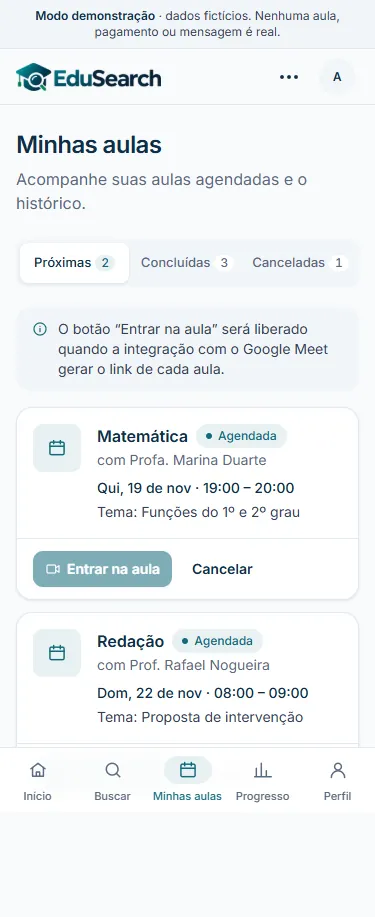 Modo demonstração · dados fictícios. Nenhuma aula,
pagamento ou mensagem é real.
EduSearch
A
Minhas aulas
Acompanhe suas aulas agendadas e o
histórico.
Próximas 2
Concluídas 3
Canceladas 1
O botão “Entrar na aula” será liberado
quando a integração com o Google Meet
gerar o link de cada aula.
Matemática
Agendada
com Profa. Marina Duarte
Qui, 19 de nov · 19:00 – 20:00
Tema: Funções do 1º e 2º grau
Entrar na aula
Cancelar
Redação
Agendada
com Prof. Rafael Nogueira
Dom, 22 de nov · 08:00 – 09:00
Tema: Proposta de intervenção
Início
Buscar
Minhas aulas
Progresso
Perfil